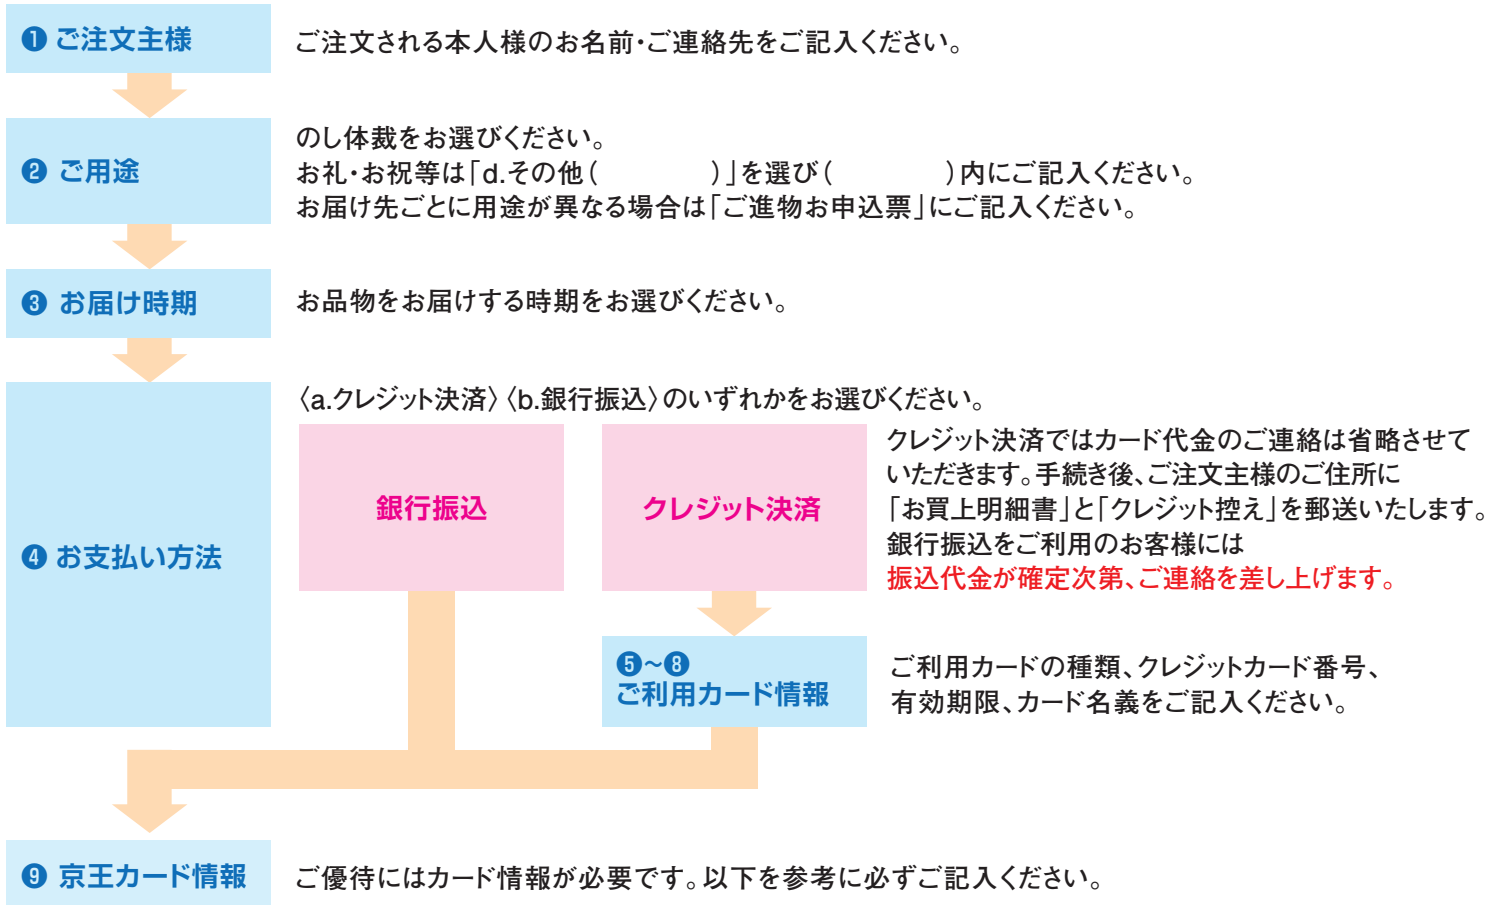 ❶ ご注文主様
ご注文される本人様のお名前・ご連絡先をご記入ください。
❷ ご用途
のし体裁をお選びください。
お礼・お祝等は「d.その他（　　　　）」を選び（　　　　）内にご記入ください。
お届け先ごとに用途が異なる場合は「ご進物お申込票」にご記入ください。
❸ お届け時期
お品物をお届けする時期をお選びください。
❹ お支払い方法
〈a.クレジット決済〉〈b.銀行振込〉のいずれかをお選びください。
銀行振込
クレジット決済
クレジット決済ではカード代金のご連絡は省略させて
いただきます。手続き後、ご注文主様のご住所に
「お買上明細書」と「クレジット控え」を郵送いたします。
銀行振込をご利用のお客様には
振込代金が確定次第、ご連絡を差し上げます。
❺～❽
ご利用カード情報
ご利用カードの種類、クレジットカード番号、
有効期限、カード名義をご記入ください。
❾ 京王カード情報
ご優待にはカード情報が必要です。以下を参考に必ずご記入ください。